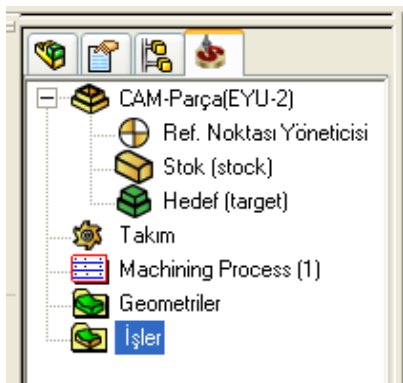 CAM-Parça(EYU-2)
Ref. Noktası Yöneticisi
Stok (stock)
Hedef (target)
Takım
Machining Process (1)
Geometriler
İşler